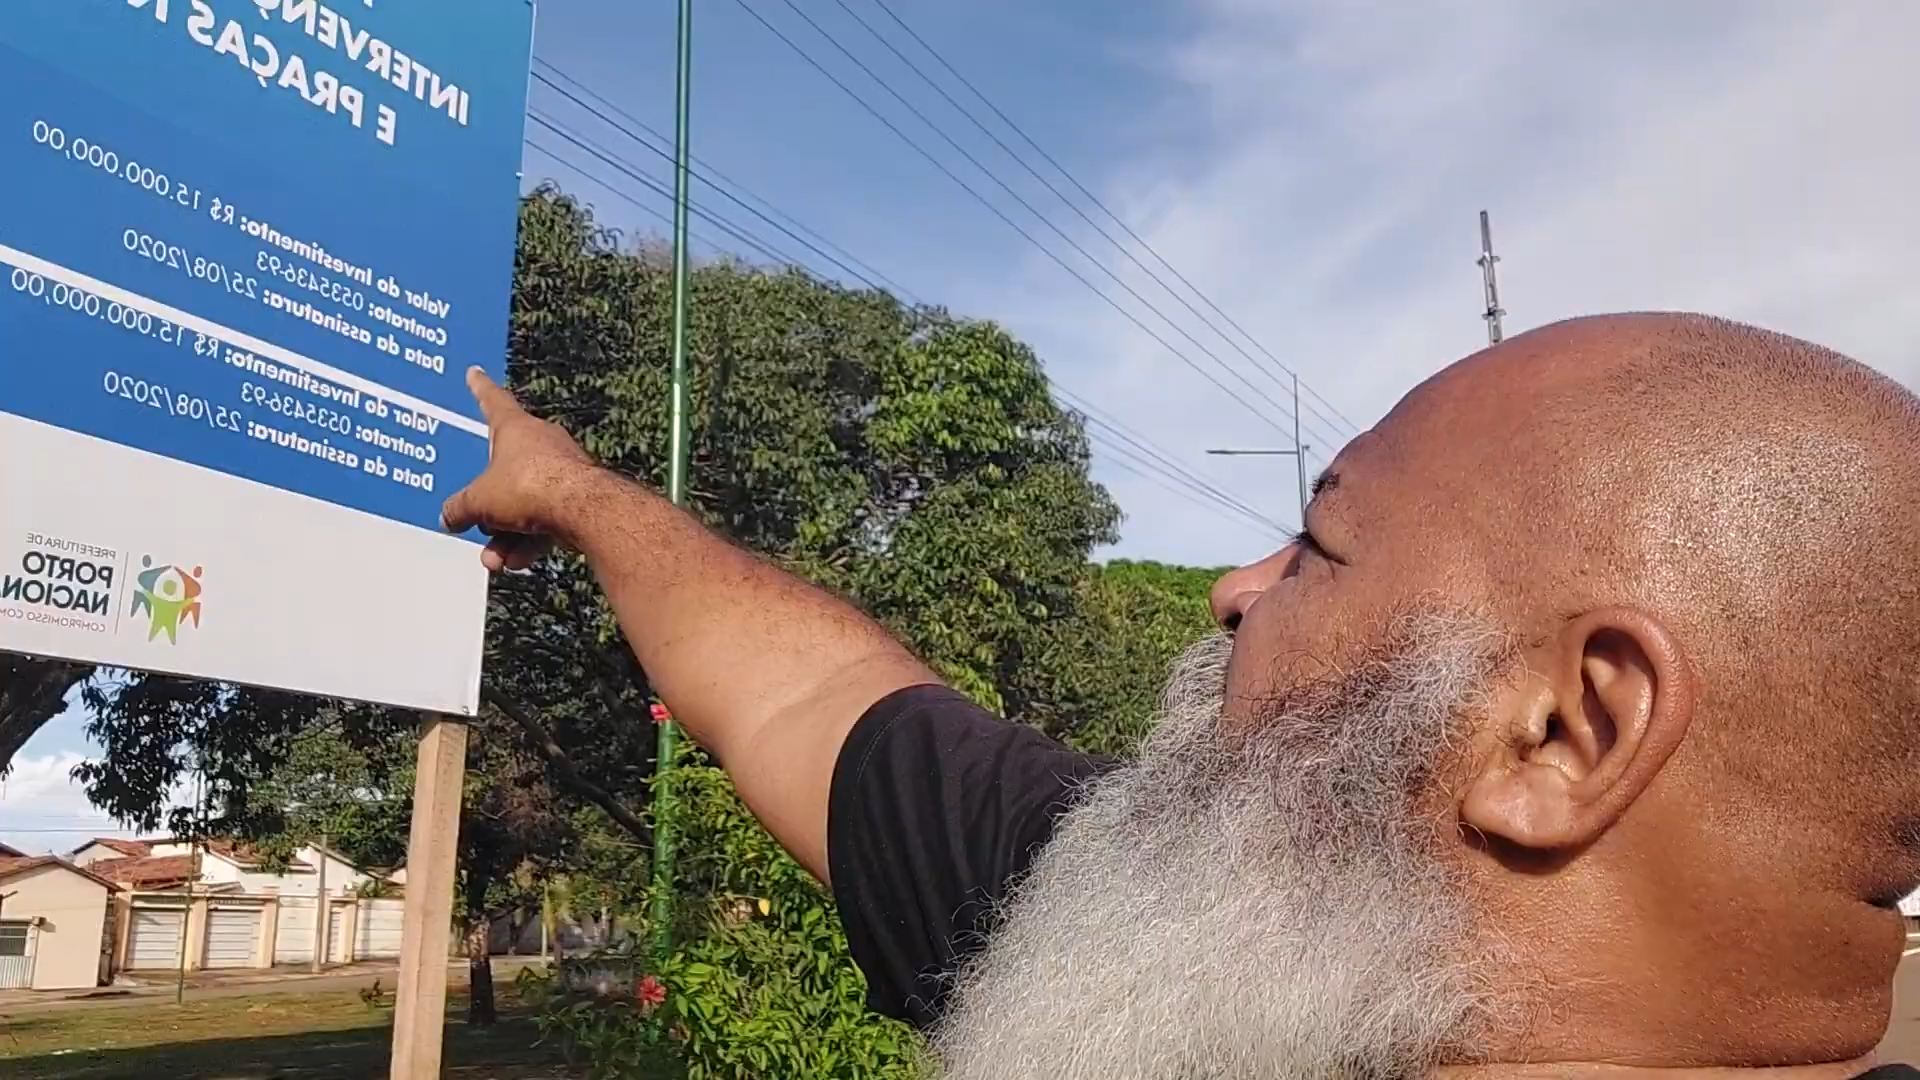 INTERVENÇ
E PRAÇAS
Valor do Investimento: R$ 15.000.000,00
Contrato: 0535436-93
Data da assinatura: 25/08/2020
Valor do Investimento: R$ 15.000.000,00
Contrato: 0535436-93
Data da assinatura: 25/08/2020
PREFEITURA DE
PORTO
NACION
COMPROMISSO CO